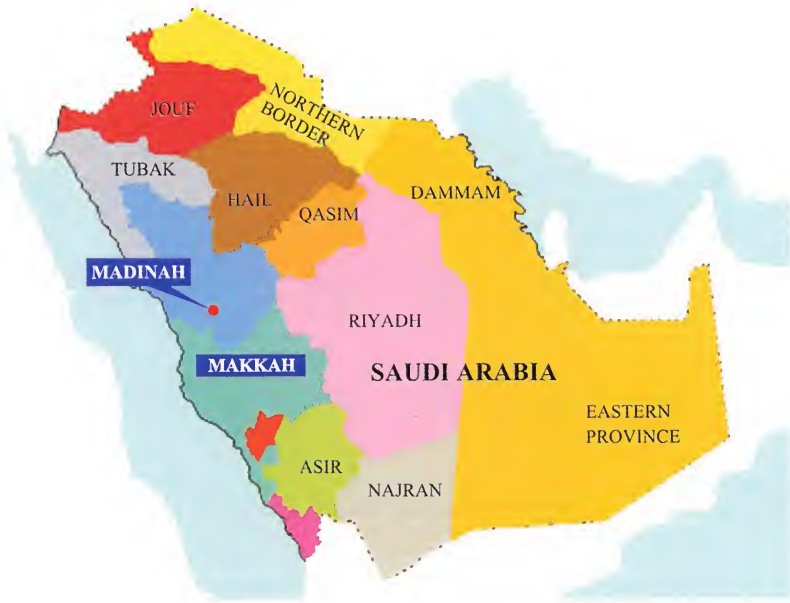 JOUF
NORTHERN
BORDER
TUBAK
HAIL
QASIM
DAMMAM
MADINAH
RIYADH
MAKKAH
SAUDI ARABIA
EASTERN
PROVINCE
ASIR
NAJRAN